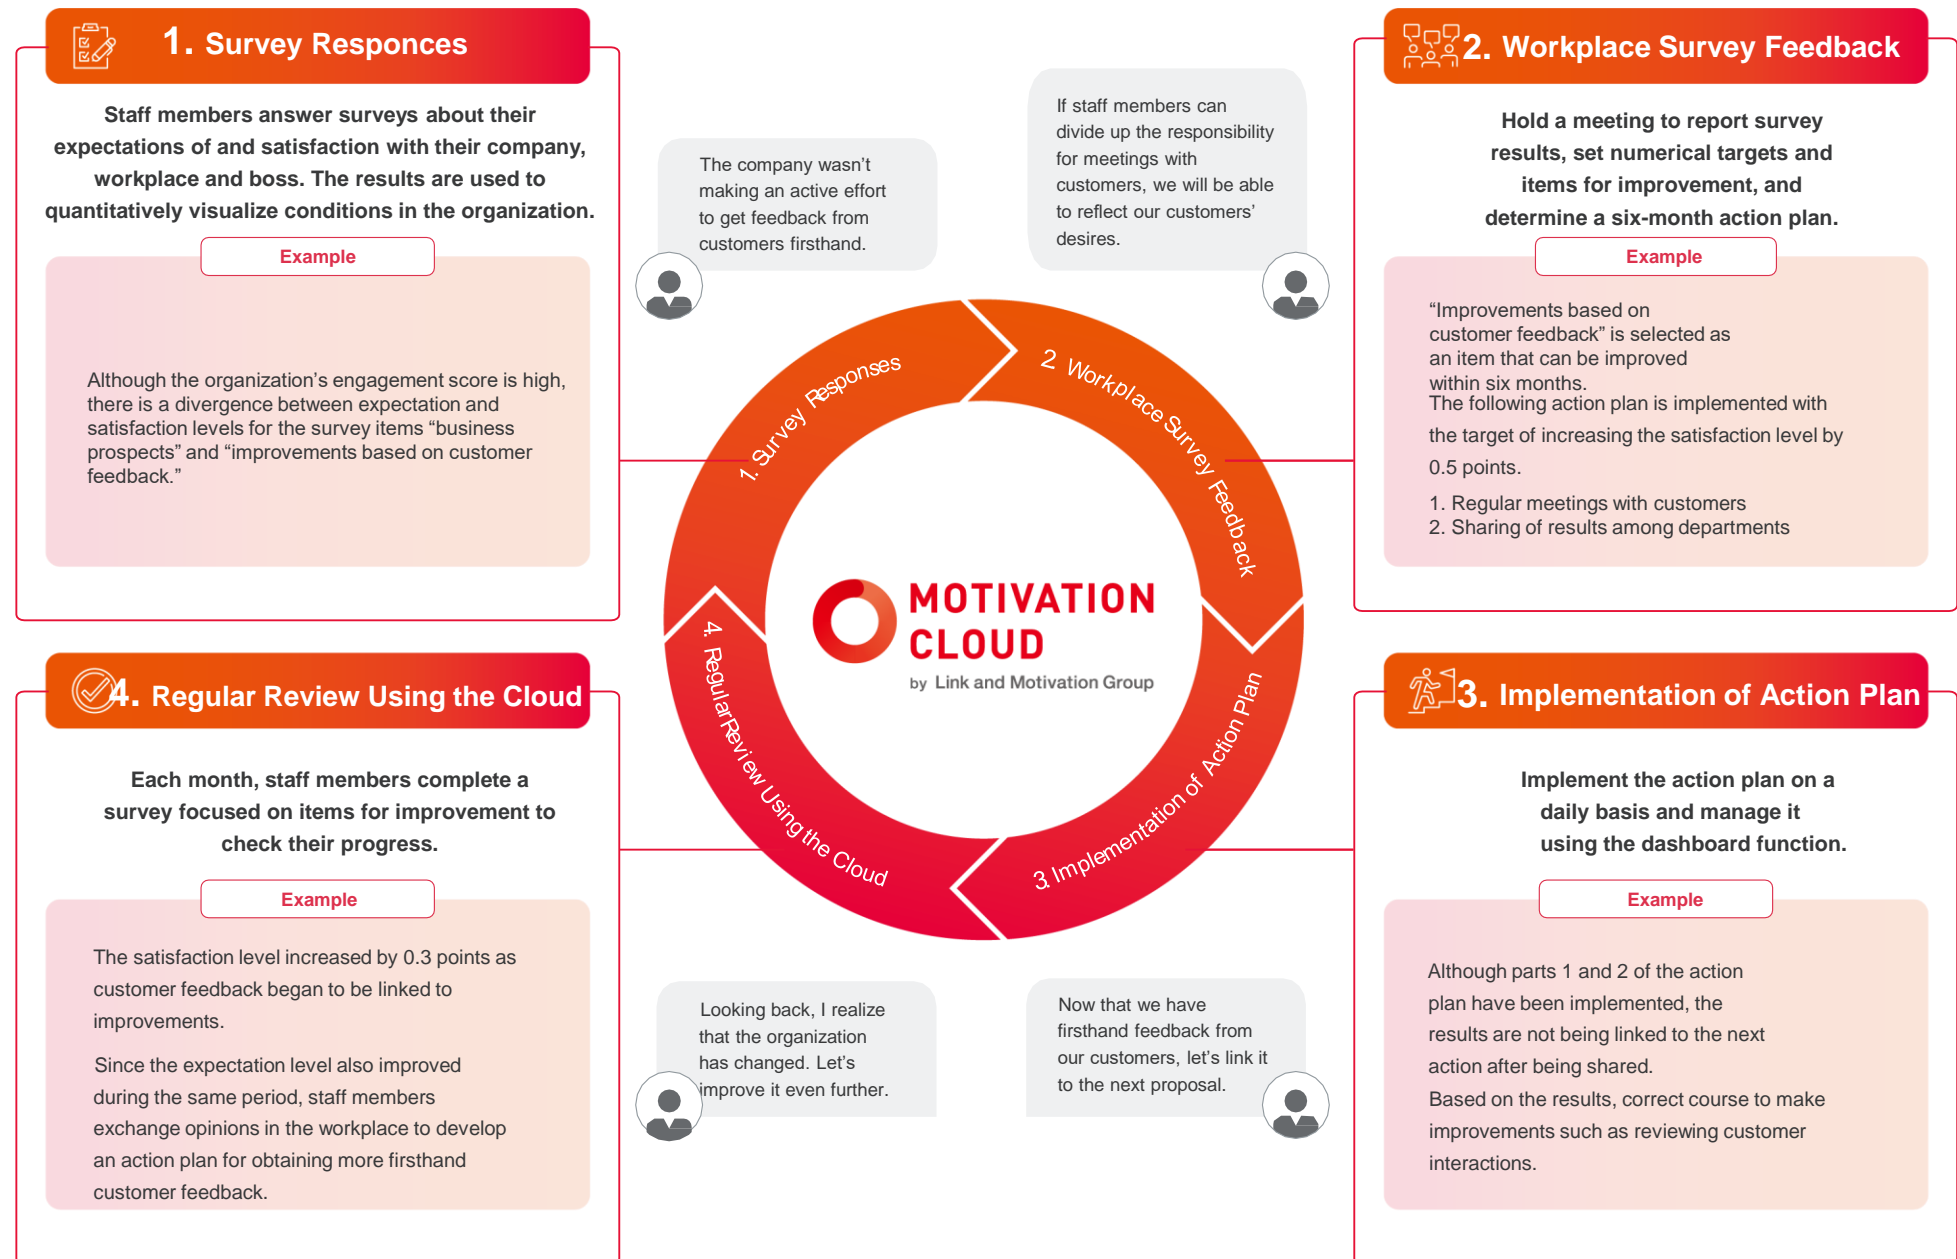 1. Survey Responces
Staff members answer surveys about their
expectations of and satisfaction with their company,
workplace and boss. The results are used to
quantitatively visualize conditions in the organization.
Example
Although the organization’s engagement score is high,
there is a divergence between expectation and
satisfaction levels for the survey items “business
prospects” and “improvements based on customer
feedback.”
The company wasn’t
making an active effort
to get feedback from
customers firsthand.
If staff members can
divide up the responsibility
for meetings with
customers, we will be able
to reflect our customers’
desires.
2. Workplace Survey Feedback
Hold a meeting to report survey
results, set numerical targets and
items for improvement, and
determine a six-month action plan.
Example
“Improvements based on
customer feedback” is selected as
an item that can be improved
within six months.
The following action plan is implemented with
the target of increasing the satisfaction level by
0.5 points.
1. Regular meetings with customers
2. Sharing of results among departments
1. Survey Responses
2 Workplace Survey Feedback
3. Implementation of Action Plan
4. Regular Review Using the Cloud
MOTIVATION
CLOUD
by Link and Motivation Group
4. Regular Review Using the Cloud
Each month, staff members complete a
survey focused on items for improvement to
check their progress.
Example
The satisfaction level increased by 0.3 points as
customer feedback began to be linked to
improvements.
Since the expectation level also improved
during the same period, staff members
exchange opinions in the workplace to develop
an action plan for obtaining more firsthand
customer feedback.
Looking back, I realize
that the organization
has changed. Let’s
improve it even further.
Now that we have
firsthand feedback from
our customers, let’s link it
to the next proposal.
3. Implementation of Action Plan
Implement the action plan on a
daily basis and manage it
using the dashboard function.
Example
Although parts 1 and 2 of the action
plan have been implemented, the
results are not being linked to the next
action after being shared.
Based on the results, correct course to make
improvements such as reviewing customer
interactions.